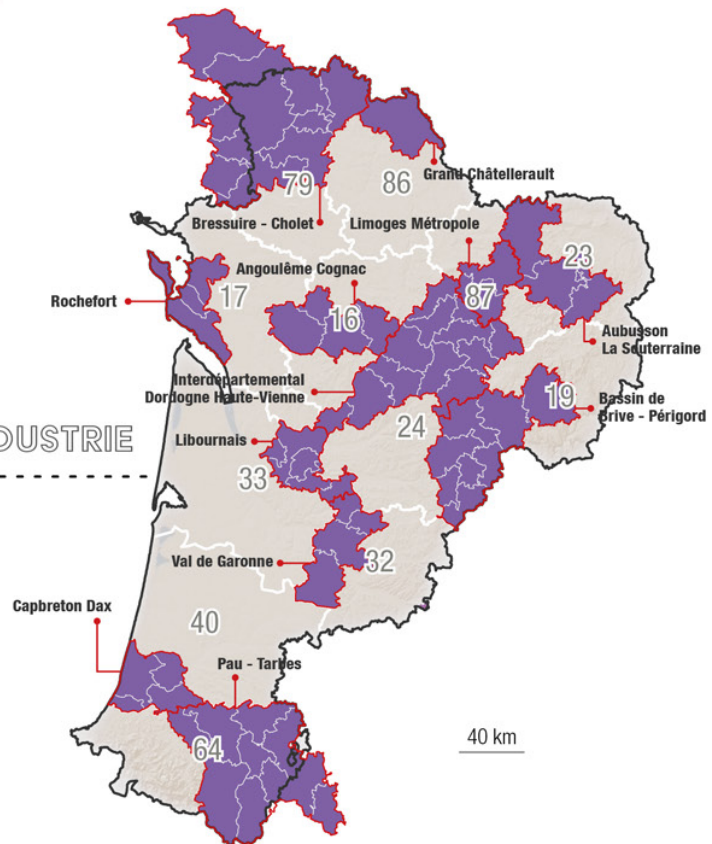 79
86
Grand Châtellerault
Bressuire - Cholet
Limoges Métropole
23
Angoulême Cognac
17
87
Rochefort
16
Aubusson
La Souterraine
Interdépartemental
Dordogne Haute-Vienne
19
Bassin de
Brive - Périgord
24
DUSTRIE
Libournais
33
Val de Garonne
32
Capbreton Dax
40
Pau - Tarbes
64
40 km